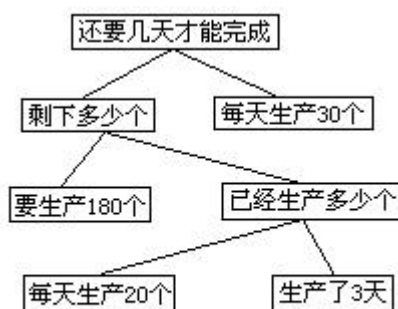 还要几天才能完成
剩下多少个
每天生产30个
要生产180个
已经生产多少个
每天生产20个
生产了3天